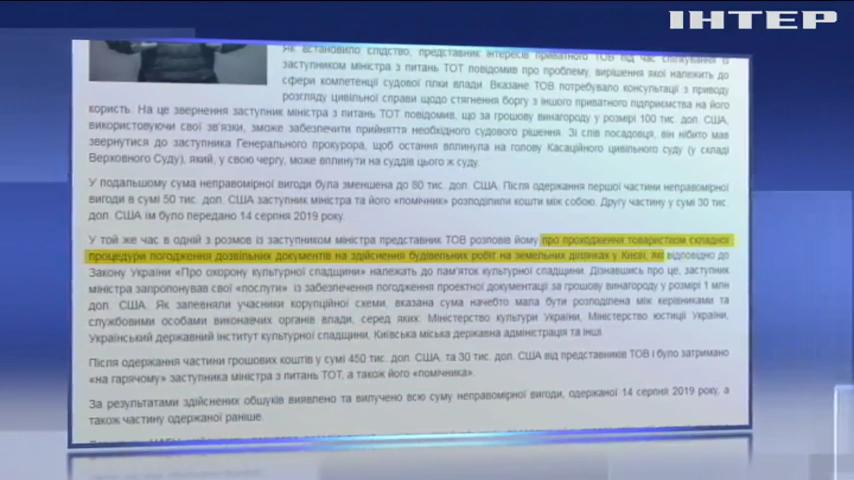 ІНТЕР
Як встановило слідство, представник інтересів приватного ТОВ під час спілкування із
заступником міністра з питань ТОТ повідомив про проблему, вирішення якої належить до
сфери компетенції судової гілки влади. Вказане ТОВ потребувало консультації з приводу
розгляду цивільної справи щодо стягнення боргу з іншого приватного підприємства на його
користь. На це звернення заступник міністра з питань ТОТ повідомив, що за грошову винагороду у розмірі 100 тис. дол. США,
використовуючи свої зв'язки, зможе забезпечити прийняття необхідного судового рішення. Зі слів посадовця, він нібито мав
звернутися до заступника Генерального прокурора, щоб остання вплинула на голову Касаційного цивільного суду (у складі
Верховного Суду), який, у свою чергу, може вплинути на суддів цього ж суду.
У подальшому сума неправомірної вигоди була зменшена до 80 тис. дол. США. Після одержання першої частини неправомірної
вигоди в сумі 50 тис. дол. США заступник міністра та його «помічник» розподілили кошти між собою. Другу частину у сумі 30 тис.
дол. США їм було передано 14 серпня 2019 року.
У той же час в одній з розмов із заступником міністра представник ТОВ розповів йому про проходження товариством складної
процедури погодження дозвільних документів на здійснення будівельних робіт на земельних ділянках у Києві, які відповідно до
Закону України «Про охорону культурної спадщини» належать до пам'яток культурної спадщини. Дізнавшись про це, заступник
міністра запропонував свої «послуги» із забезпечення погодження проектної документації за грошову винагороду у розмірі 1 млн
дол. США. Як запевняли учасники корупційної схеми, вказана сума начебто мала бути розподілена між керівниками та
службовими особами виконавчих органів влади, серед яких: Міністерство культури України, Міністерство юстиції України,
Український державний інститут культурної спадщини, Київська міська державна адміністрація та інші.
Після одержання частини грошових коштів у сумі 450 тис. дол. США, та 30 тис. дол. США від представників ТОВ і було затримано
«на гарячому» заступника міністра з питань ТОТ, а також його «помічника».
За результатами здійснених обшуків виявлено та вилучено всю суму неправомірної вигоди, одержаної 14 серпня 2019 року, а
також частину одержаної раніше.